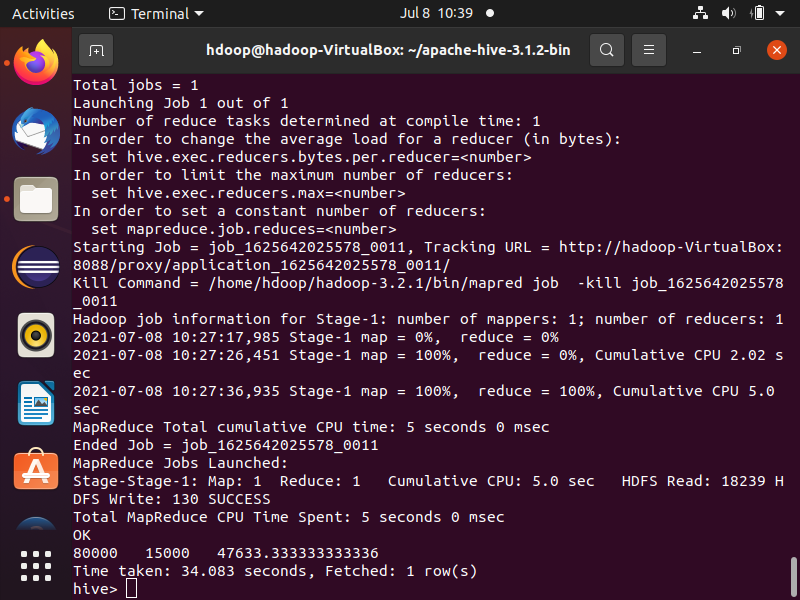 Activities
Terminal
Jul 8 10:39
hdoop@hadoop-VirtualBox: ~/apache-hive-3.1.2-bin
Total jobs = 1
Launching Job 1 out of 1
Number of reduce tasks determined at compile time: 1
In order to change the average load for a reducer (in bytes):
  set hive.exec.reducers.bytes.per.reducer=<number>
In order to limit the maximum number of reducers:
  set hive.exec.reducers.max=<number>
In order to set a constant number of reducers:
  set mapreduce.job.reduces=<number>
Starting Job = job_1625642025578_0011, Tracking URL = http://hadoop-VirtualBox:
8088/proxy/application_1625642025578_0011/
Kill Command = /home/hdoop/hadoop-3.2.1/bin/mapred job  -kill job_1625642025578
_0011
Hadoop job information for Stage-1: number of mappers: 1; number of reducers: 1
2021-07-08 10:27:17,985 Stage-1 map = 0%,  reduce = 0%
2021-07-08 10:27:26,451 Stage-1 map = 100%,  reduce = 0%, Cumulative CPU 2.02 s
ec
2021-07-08 10:27:36,935 Stage-1 map = 100%,  reduce = 100%, Cumulative CPU 5.0
sec
MapReduce Total cumulative CPU time: 5 seconds 0 msec
Ended Job = job_1625642025578_0011
MapReduce Jobs Launched:
Stage-Stage-1: Map: 1  Reduce: 1   Cumulative CPU: 5.0 sec   HDFS Read: 18239 H
DFS Write: 130 SUCCESS
Total MapReduce CPU Time Spent: 5 seconds 0 msec
OK
80000   15000   47633.333333333336
Time taken: 34.083 seconds, Fetched: 1 row(s)
hive>